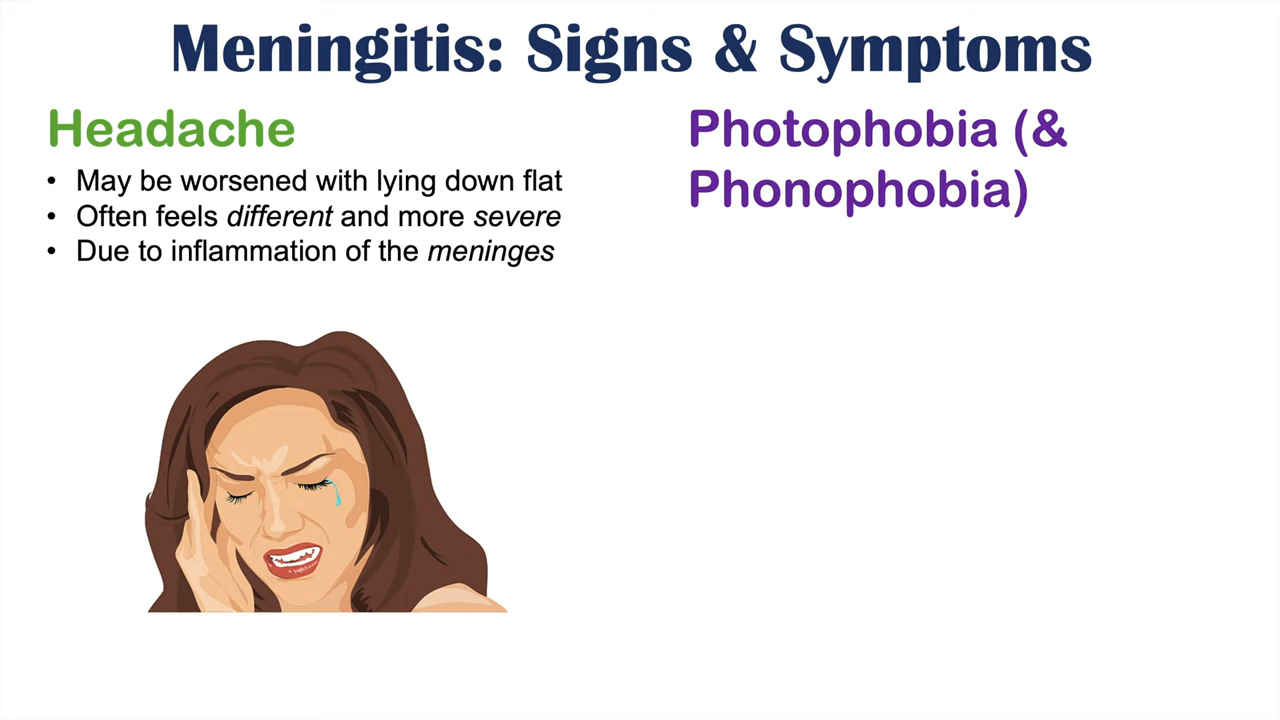 Meningitis: Signs & Symptoms
Headache
• May be worsened with lying down flat
• Often feels different and more severe
• Due to inflammation of the meninges
Photophobia (&
Phonophobia)